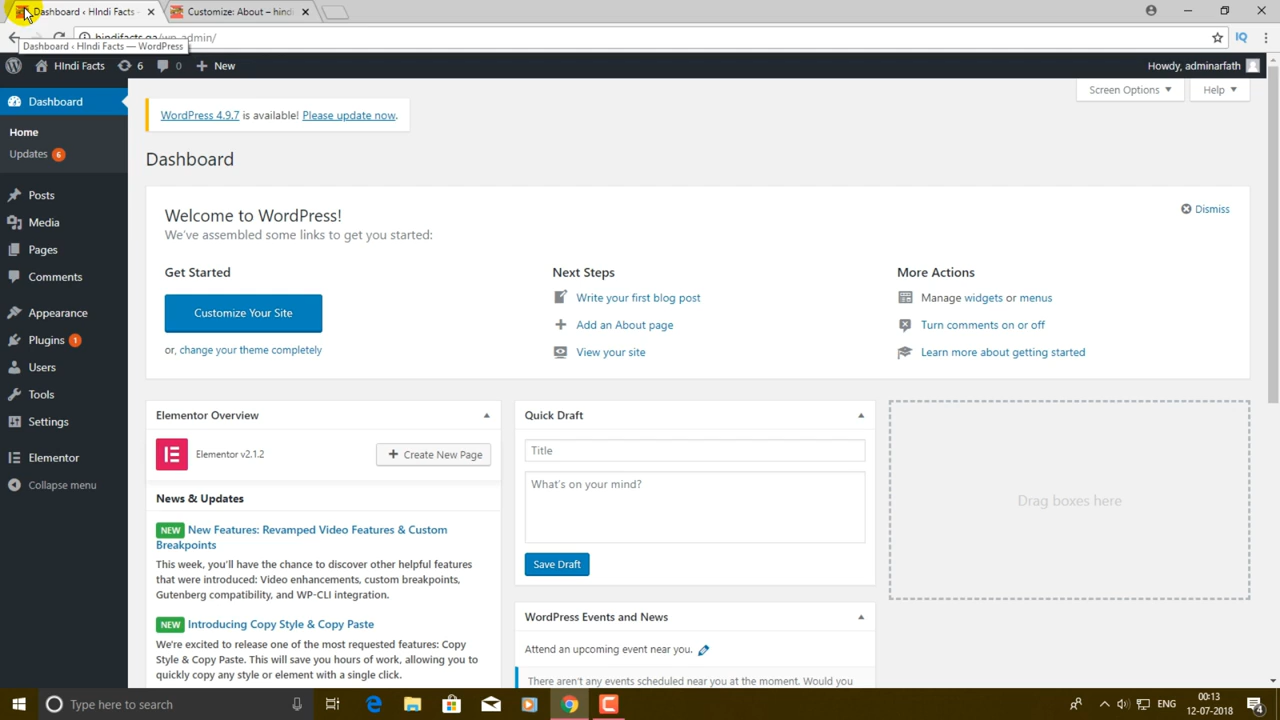 Dashboard ‹ HIndi Facts
Customize: About – hindi
hindifacts.ga/wp_admin/
Dashboard ‹ HIndi Facts — WordPress
HIndi Facts
6
0
New
Howdy, adminarfath
Dashboard
Home
Updates 6
Posts
Media
Pages
Comments
Appearance
Plugins 1
Users
Tools
Settings
Elementor
Collapse menu
Screen Options
Help
WordPress 4.9.7 is available! Please update now.
Dashboard
Welcome to WordPress!
We've assembled some links to get you started:
Dismiss
Get Started
Customize Your Site
or, change your theme completely
Next Steps
Write your first blog post
Add an About page
View your site
More Actions
Manage widgets or menus
Turn comments on or off
Learn more about getting started
Elementor Overview
Elementor v2.1.2
Create New Page
News & Updates
NEW New Features: Revamped Video Features & Custom
Breakpoints
This week, you'll have the chance to discover other helpful features
that were introduced: Video enhancements, custom breakpoints,
Gutenberg compatibility, and WP-CLI integration.
NEW Introducing Copy Style & Copy Paste
We're excited to release one of the most requested features: Copy
Style & Copy Paste. This will save you hours of work, allowing you to
quickly copy any style or element with a single click.
Quick Draft
Title
What's on your mind?
Save Draft
WordPress Events and News
Attend an upcoming event near you.
There aren't any events scheduled near you at the moment. Would you
Drag boxes here
Type here to search
ENG
00:13
12-07-2018
4